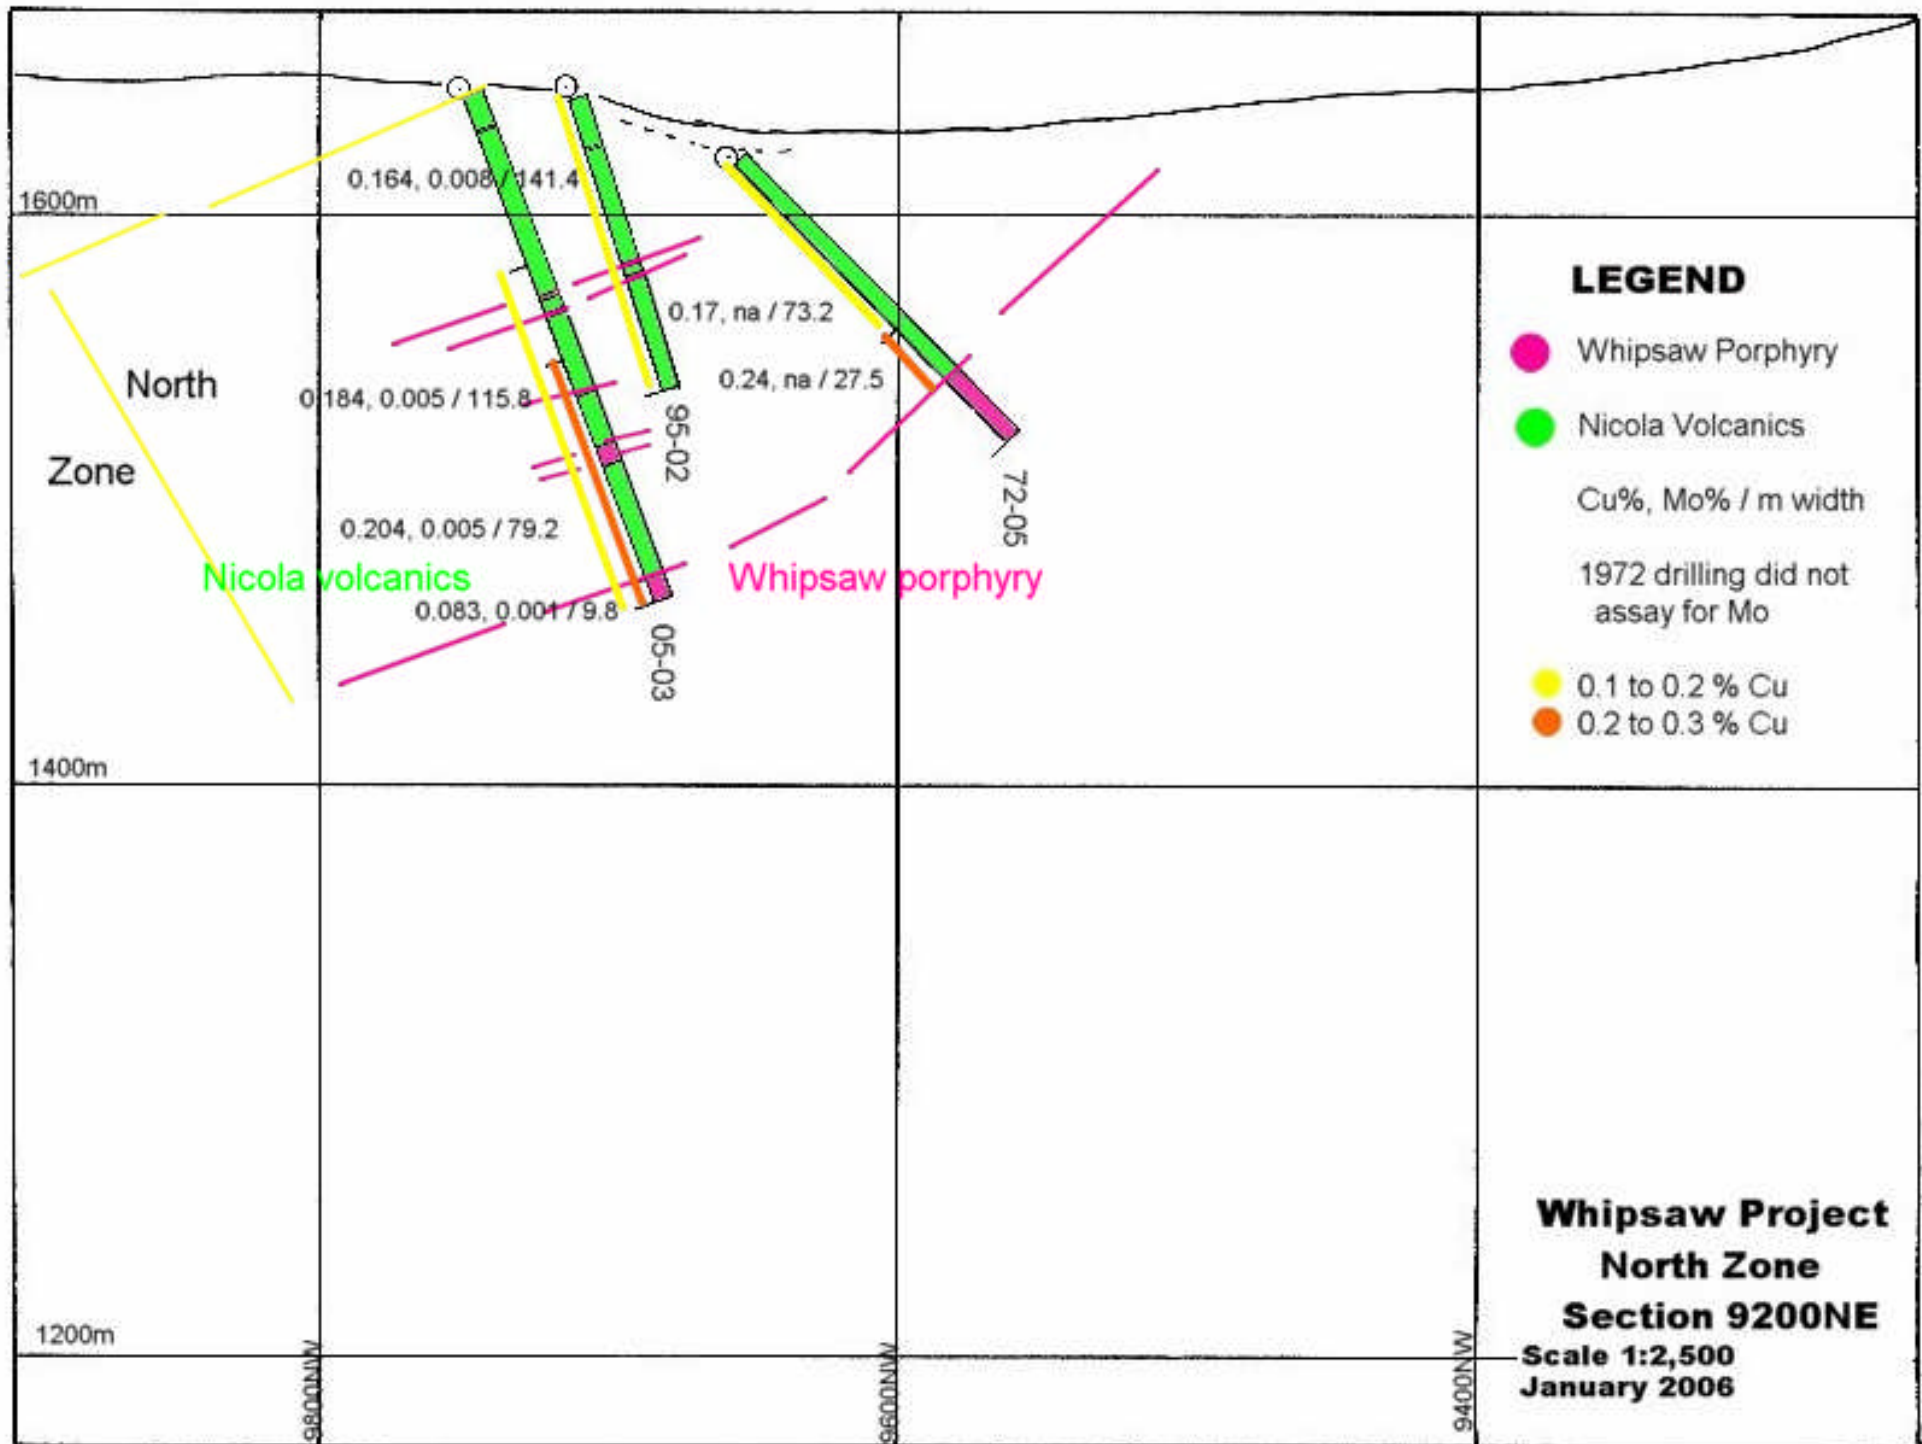 0.164, 0.008 / 141.4
1600m
LEGEND
0.17, na / 73.2
Whipsaw Porphyry
North
0.184, 0.005 / 115.8
0.24, na / 27.5
Nicola Volcanics
Zone
95-02
72-05
Cu%, Mo% / m width
0.204, 0.005 / 79.2
Nicola volcanics
Whipsaw porphyry
1972 drilling did not
assay for Mo
0.083, 0.001 / 9.8
05-03
0.1 to 0.2 % Cu
0.2 to 0.3 % Cu
1400m
Whipsaw Project
North Zone
Section 9200NE
1200m
Scale 1:2,500
January 2006
9800NW
9600NW
9400NW